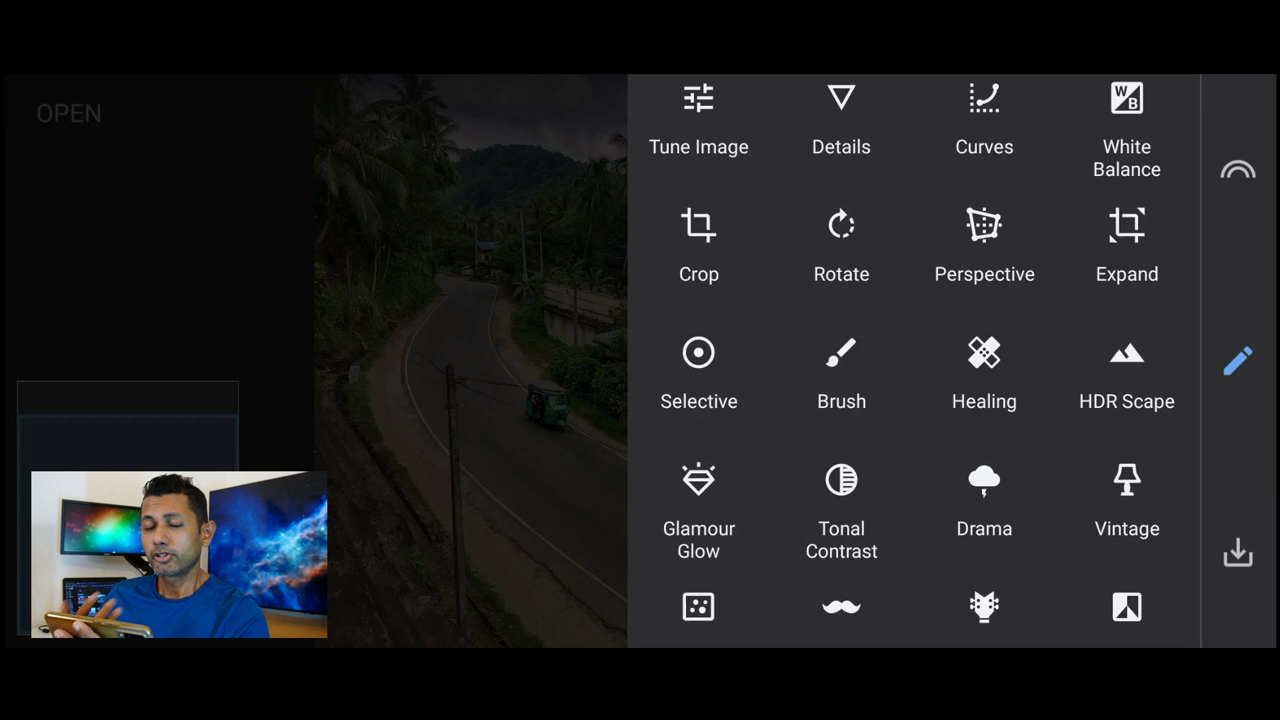 OPEN
Tune Image
Details
Curves
White
Balance
W
B
Crop
Rotate
Perspective
Expand
Selective
Brush
Healing
HDR Scape
Glamour
Glow
Tonal
Contrast
Drama
Vintage